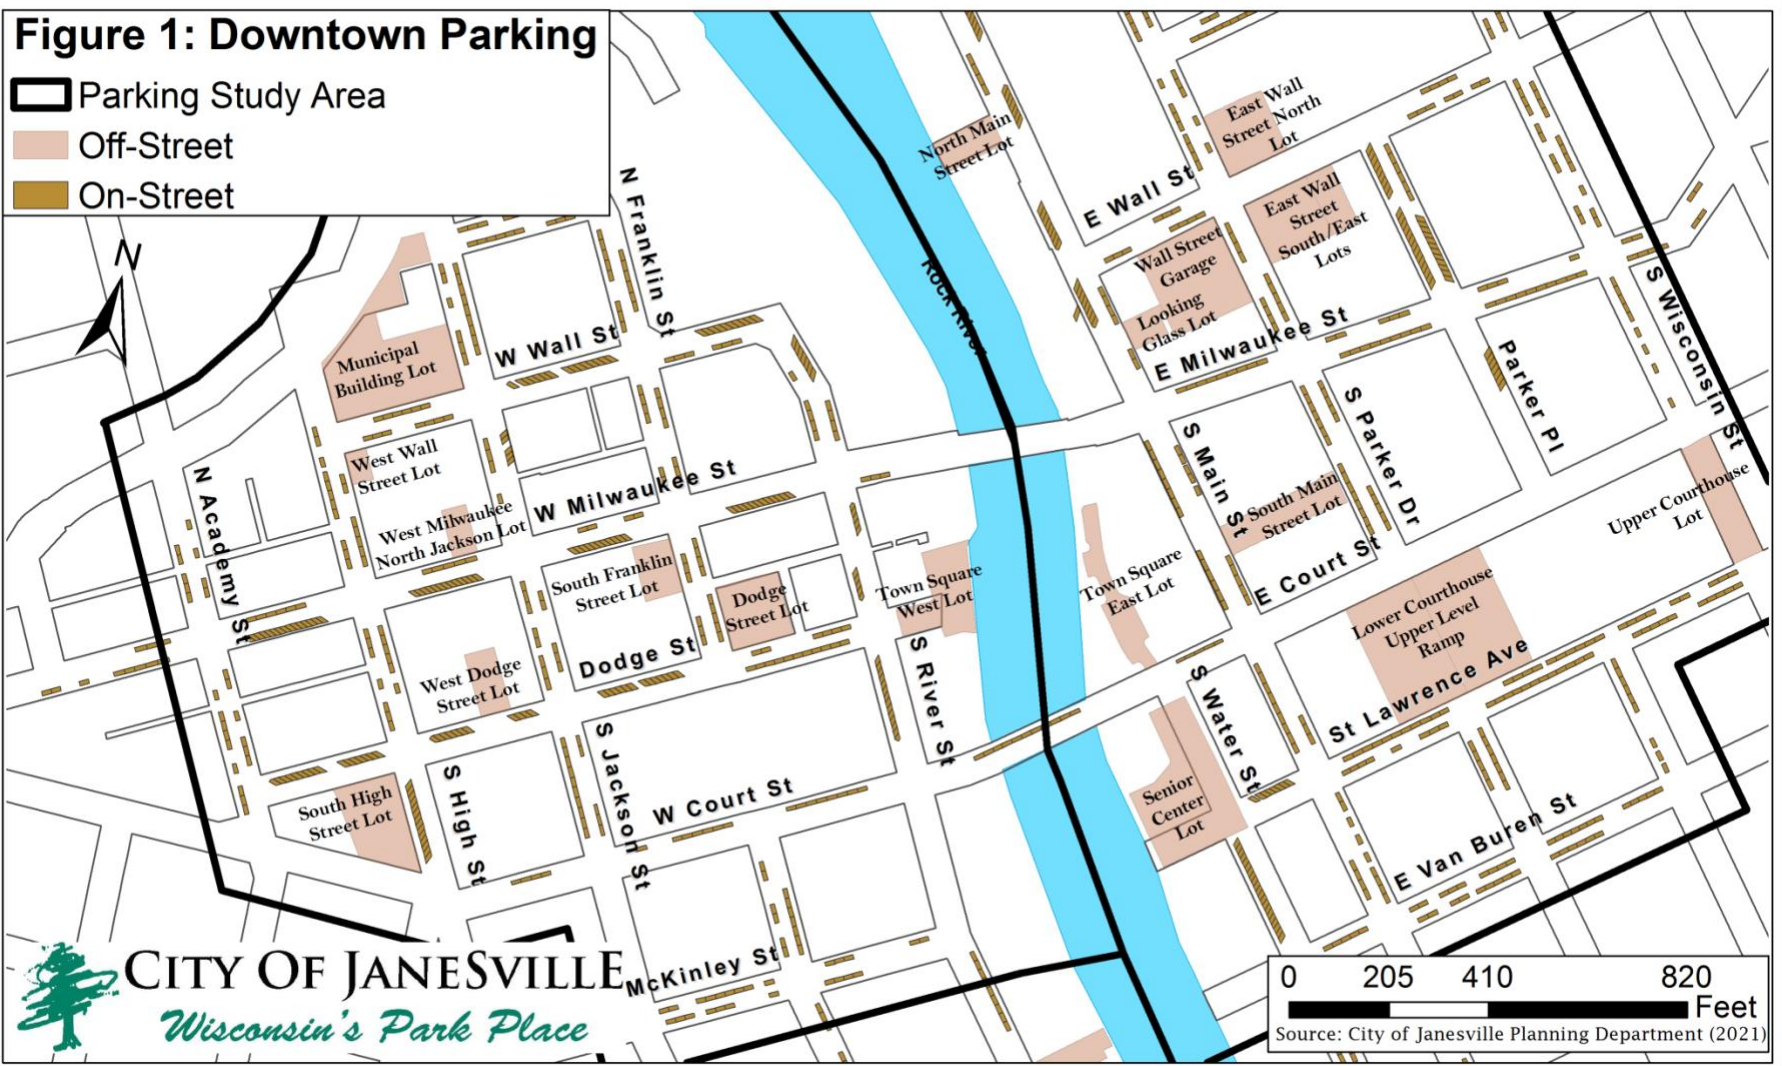 Figure 1: Downtown Parking
Parking Study Area
Off-Street
On-Street
N
N Franklin St
North Main
Street Lot
East Wall
Street North
Lot
E Wall St
East Wall
Street
South/East
Lots
Wall Street
Garage
Looking
Glass Lot
Rock River
S Wisconsin St
Municipal
Building Lot
W Wall St
E Milwaukee St
Parker Pl
S Parker Dr
S Main St
West Wall
Street Lot
N Academy St
W Milwaukee St
West Milwaukee
North Jackson Lot
South Main
Street Lot
Upper Courthouse
Lot
South Franklin
Street Lot
Dodge
Street Lot
Town Square
West Lot
Town Square
East Lot
E Court St
Lower Courthouse
Upper Level
Ramp
West Dodge
Street Lot
Dodge St
S River St
S Water St
St Lawrence Ave
S Jackson St
South High
Street Lot
S High St
W Court St
Senior
Center
Lot
E Van Buren St
McKinley St
CITY OF JANESVILLE
Wisconsin's Park Place
0 205 410 820
Feet
Source: City of Janesville Planning Department (2021)